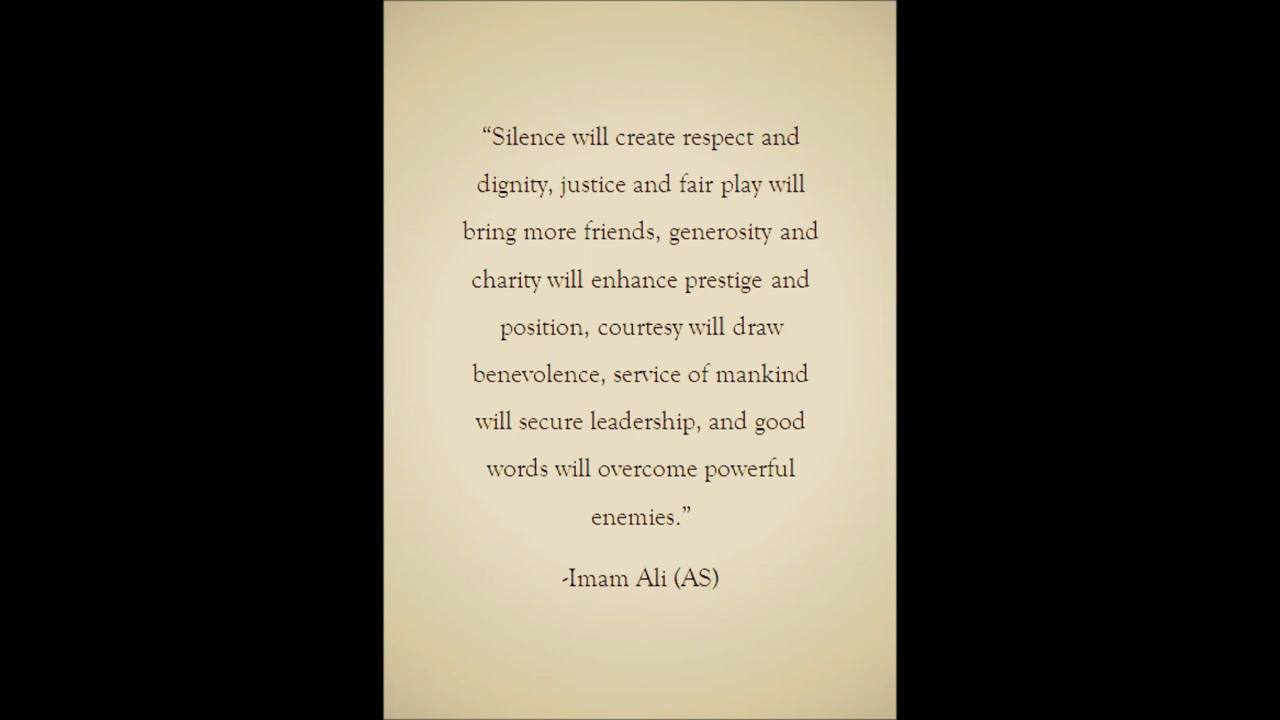 “Silence will create respect and
dignity, justice and fair play will
bring more friends, generosity and
charity will enhance prestige and
position, courtesy will draw
benevolence, service of mankind
will secure leadership, and good
words will overcome powerful
enemies.”
-Imam Ali (AS)